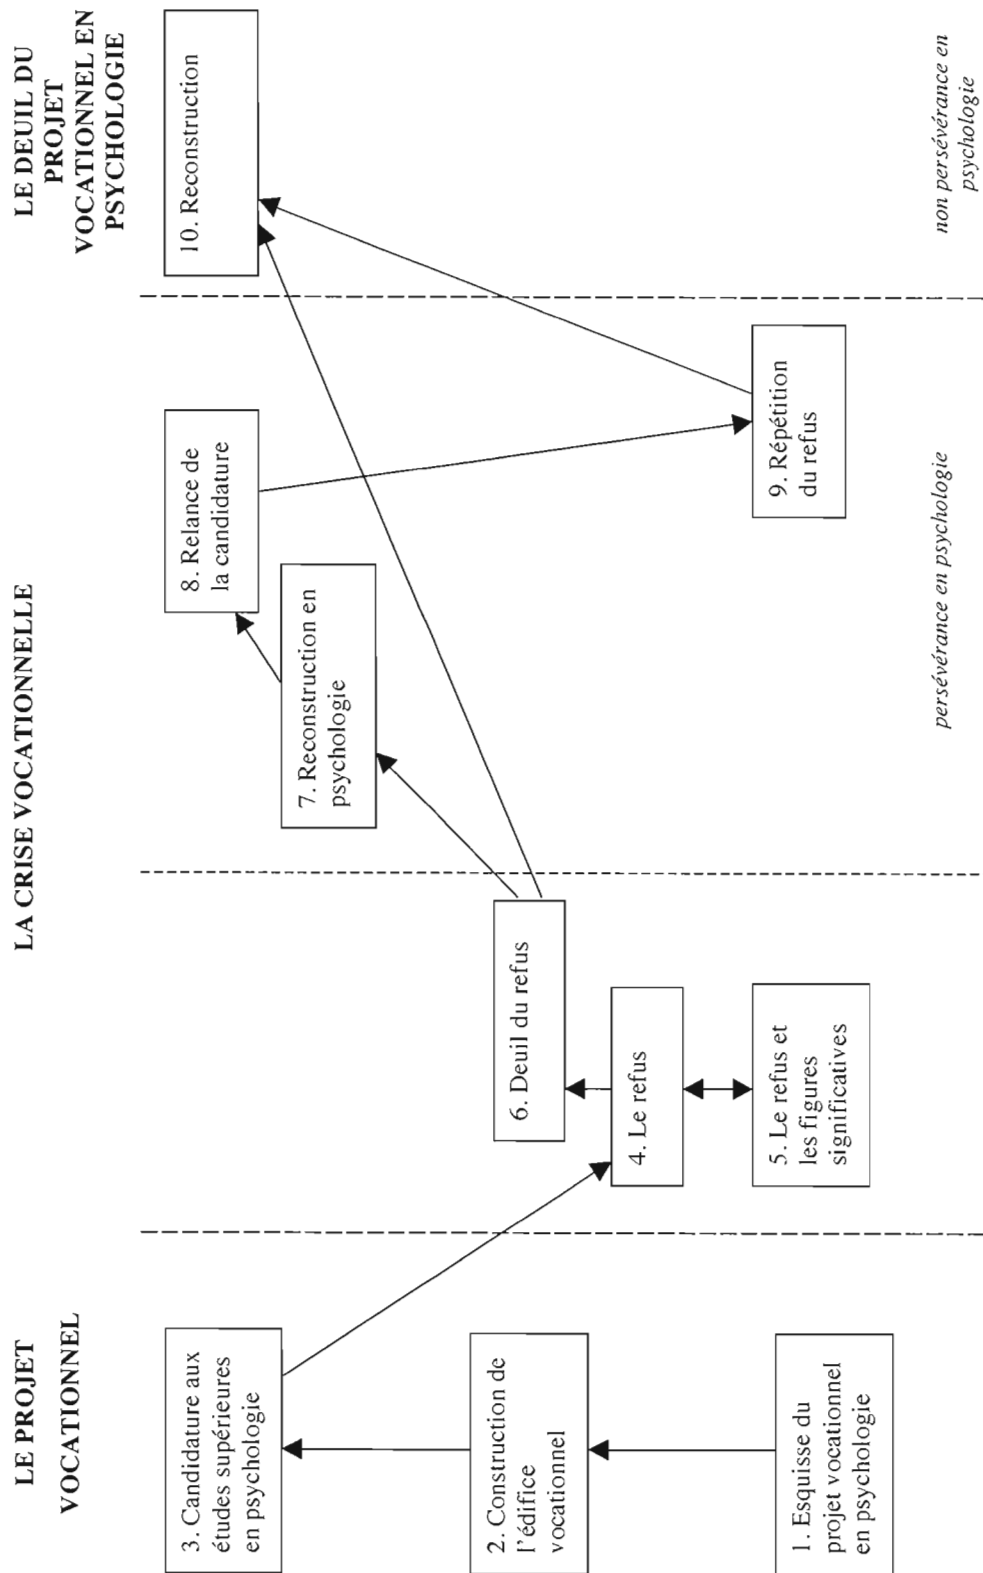 LE PROJET
VOCATIONNEL
LA CRISE VOCATIONNELLE
LE DEUIL DU
PROJET
VOCATIONNEL EN
PSYCHOLOGIE
3. Candidature aux
études supérieures
en psychologie
2. Construction de
l'édifice
vocationnel
1. Esquisse du
projet vocationnel
en psychologie
6. Deuil du refus
4. Le refus
5. Le refus et
les figures
significatives
8. Relance de
la candidature
7. Reconstruction en
psychologie
9. Répétition
du refus
10. Reconstruction
persévérance en psychologie
non persévérance en
psychologie